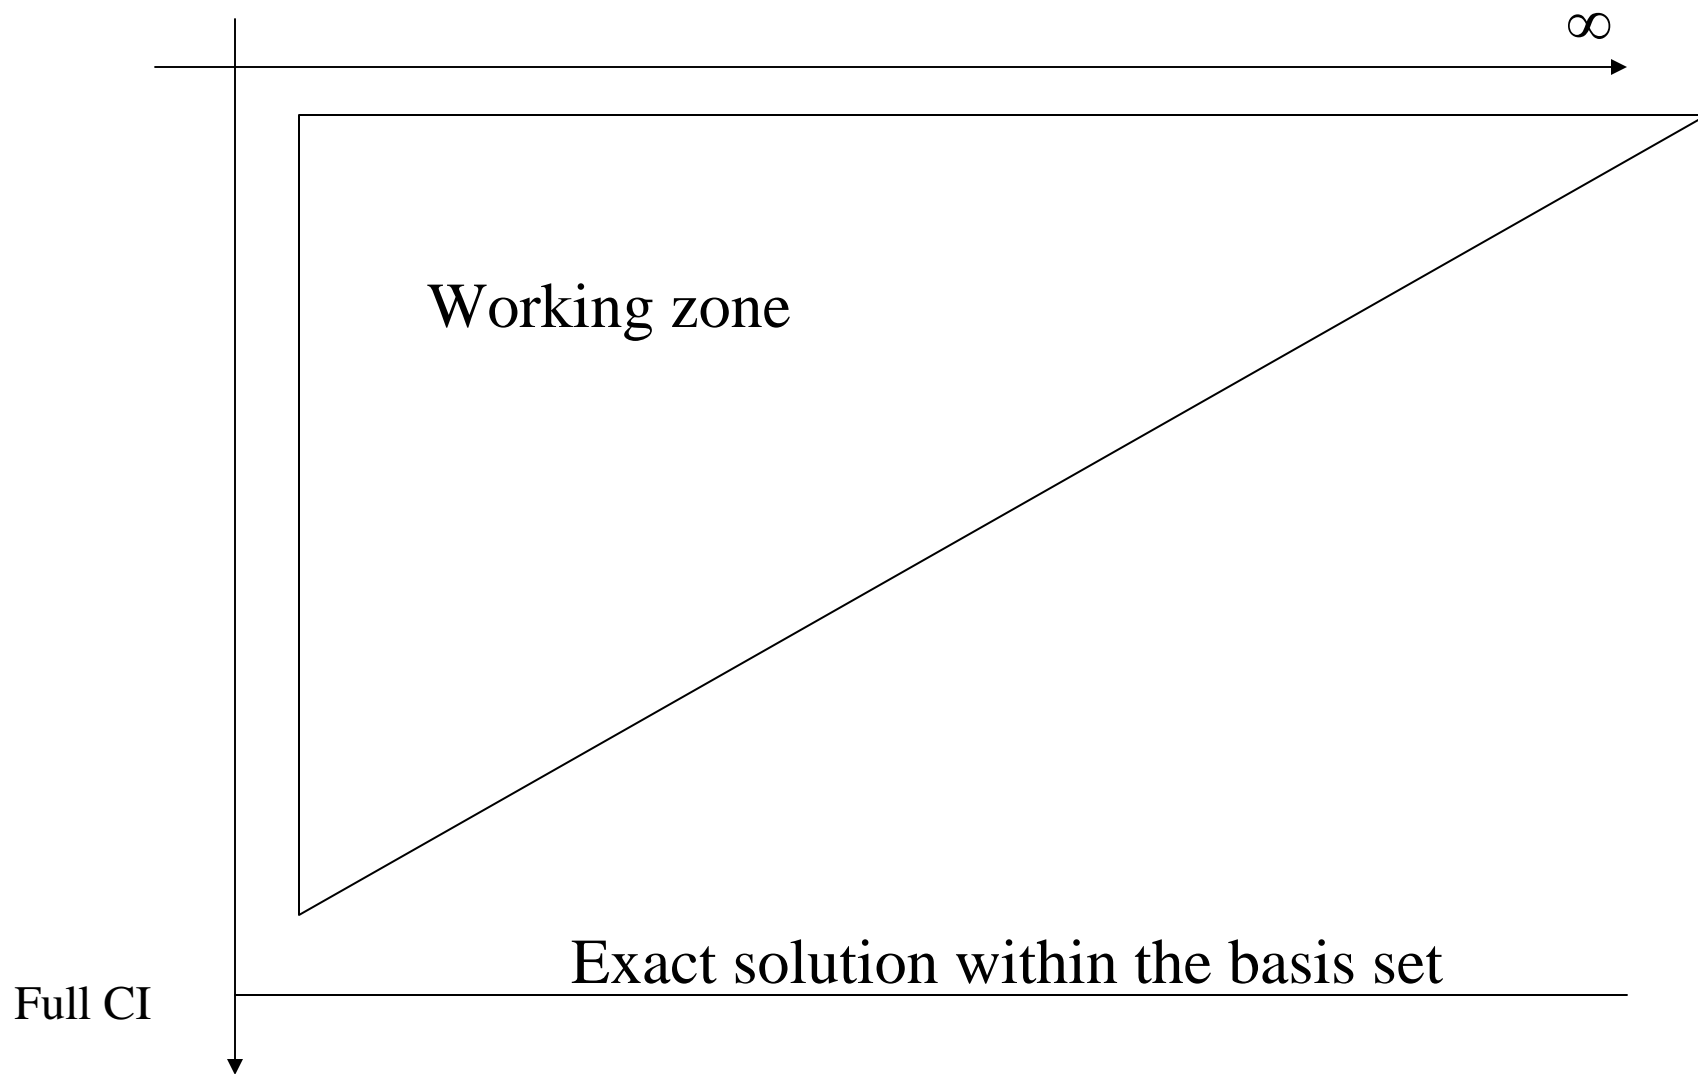 ∞
Working zone
Exact solution within the basis set
Full CI